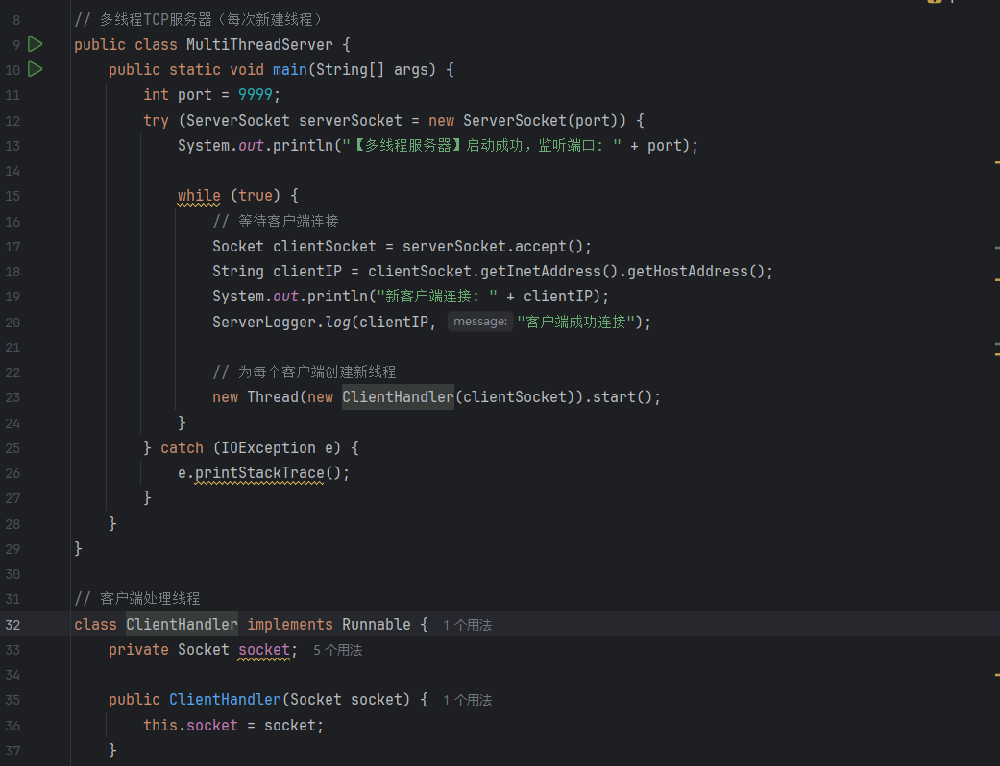 8 // 多线程TCP服务器（每次新建线程）
9 public class MultiThreadServer {
10 public static void main(String[] args) {
11 int port = 9999;
12 try (ServerSocket serverSocket = new ServerSocket(port)) {
13 System.out.println("【多线程服务器】启动成功，监听端口: " + port);
14
15 while (true) {
16 // 等待客户端连接
17 Socket clientSocket = serverSocket.accept();
18 String clientIP = clientSocket.getInetAddress().getHostAddress();
19 System.out.println("新客户端连接: " + clientIP);
20 ServerLogger.log(clientIP, message: "客户端成功连接");
21
22 // 为每个客户端创建新线程
23 new Thread(new ClientHandler(clientSocket)).start();
24 }
25 } catch (IOException e) {
26 e.printStackTrace();
27 }
28 }
29 }
30
31 // 客户端处理线程
32 class ClientHandler implements Runnable { 1 个用法
33 private Socket socket; 5 个用法
34
35 public ClientHandler(Socket socket) { 1 个用法
36 this.socket = socket;
37 }